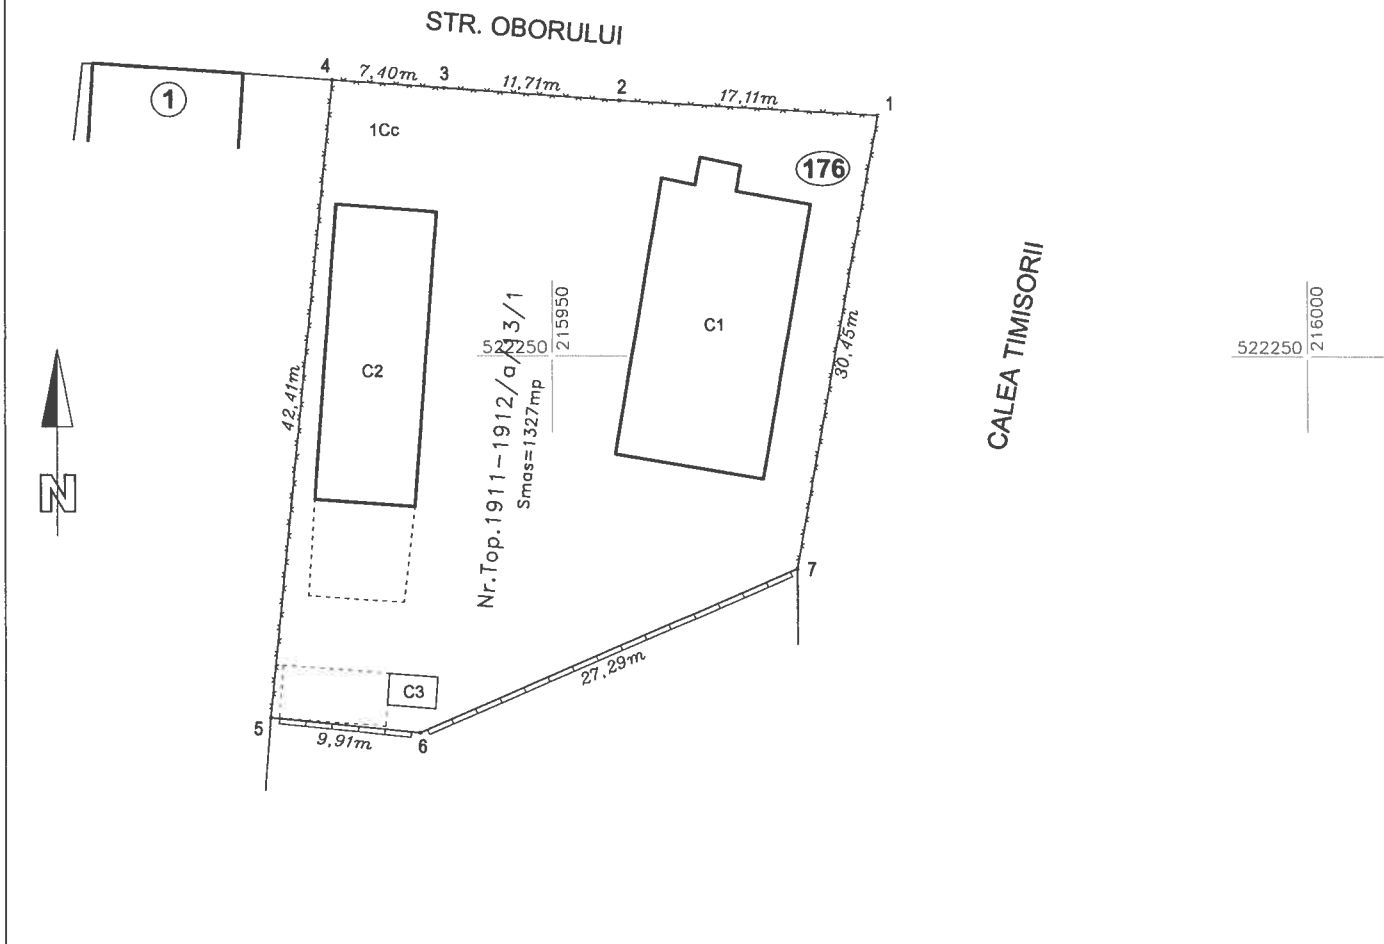 STR. OBORULUI
4
7,40m
3
11,71m
2
17,11m
1
1
1Cc
176
C1
C2
42,41m
522250
215950
Nr.Top.1911-1912/a/13/1
Smas=1327mp
30,45m
CALEA TIMISORII
522250
216000
N
7
27,29m
C3
5
9,91m
6